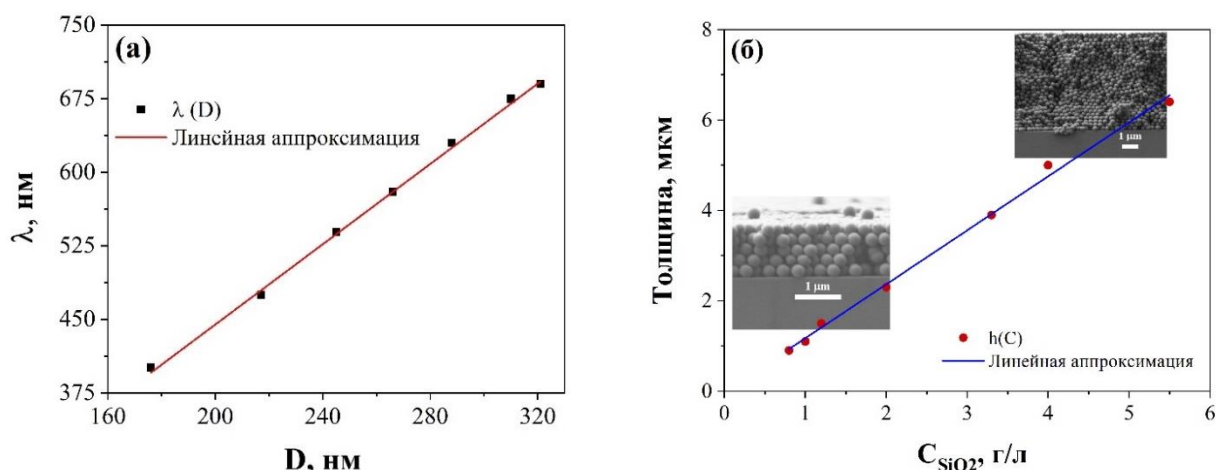 (а)
750
675
600
525
450
375
λ, нм
λ (D)
Линейная аппроксимация
160
200
240
280
320
D, нм
(б)
8
6
4
2
0
Толщина, мкм
1 μm
1 μm
h(C)
Линейная аппроксимация
0
1
2
3
4
5
6
C_SiO2, г/л